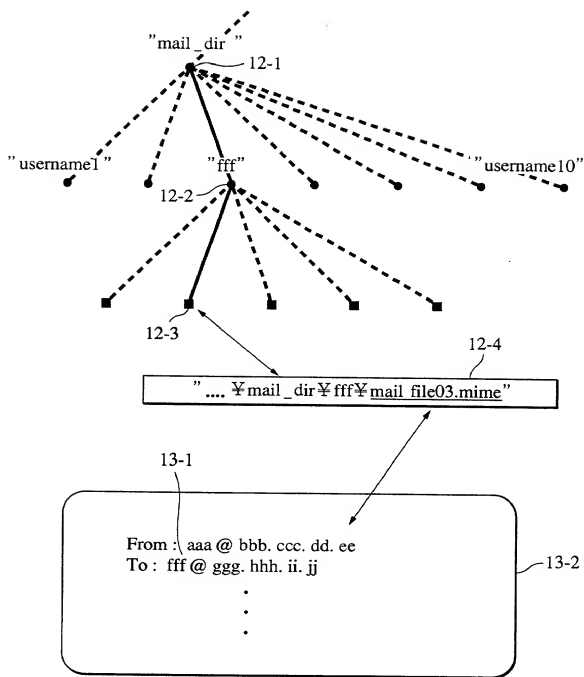 "mail_dir "
12-1
"username1"
"fff"
"username10"
12-2
12-3
12-4
".... ¥mail_dir¥fff¥mail file03.mime"
13-1
From : aaa @ bbb. ccc. dd. ee
To : fff @ ggg. hhh. ii. jj
13-2